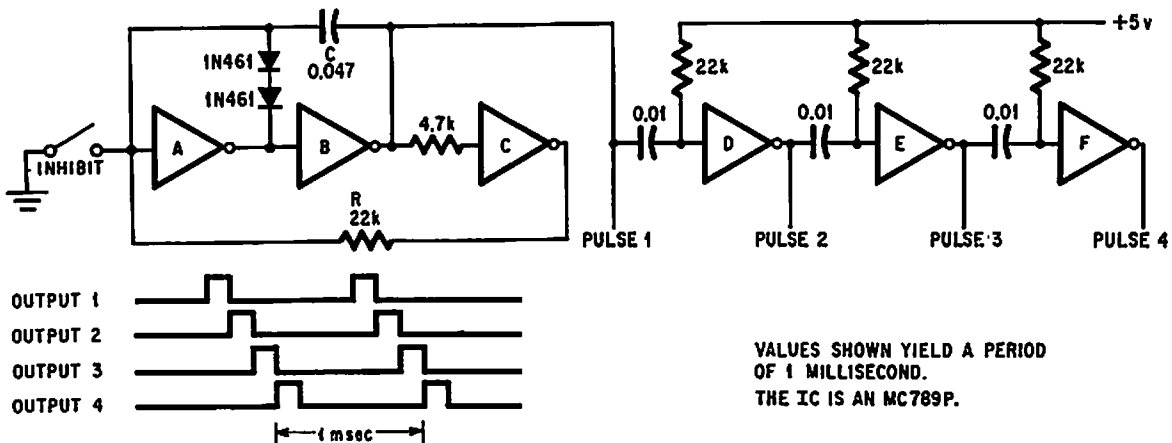 +5v
C
0.047
1N461
1N461
22k
22k
22k
0.01
0.01
0.01
4.7k
A
B
C
D
E
F
INHIBIT
R
22k
PULSE 1
PULSE 2
PULSE 3
PULSE 4
OUTPUT 1
OUTPUT 2
OUTPUT 3
OUTPUT 4
1 msec
VALUES SHOWN YIELD A PERIOD
OF 1 MILLISECOND.
THE IC IS AN MC789P.